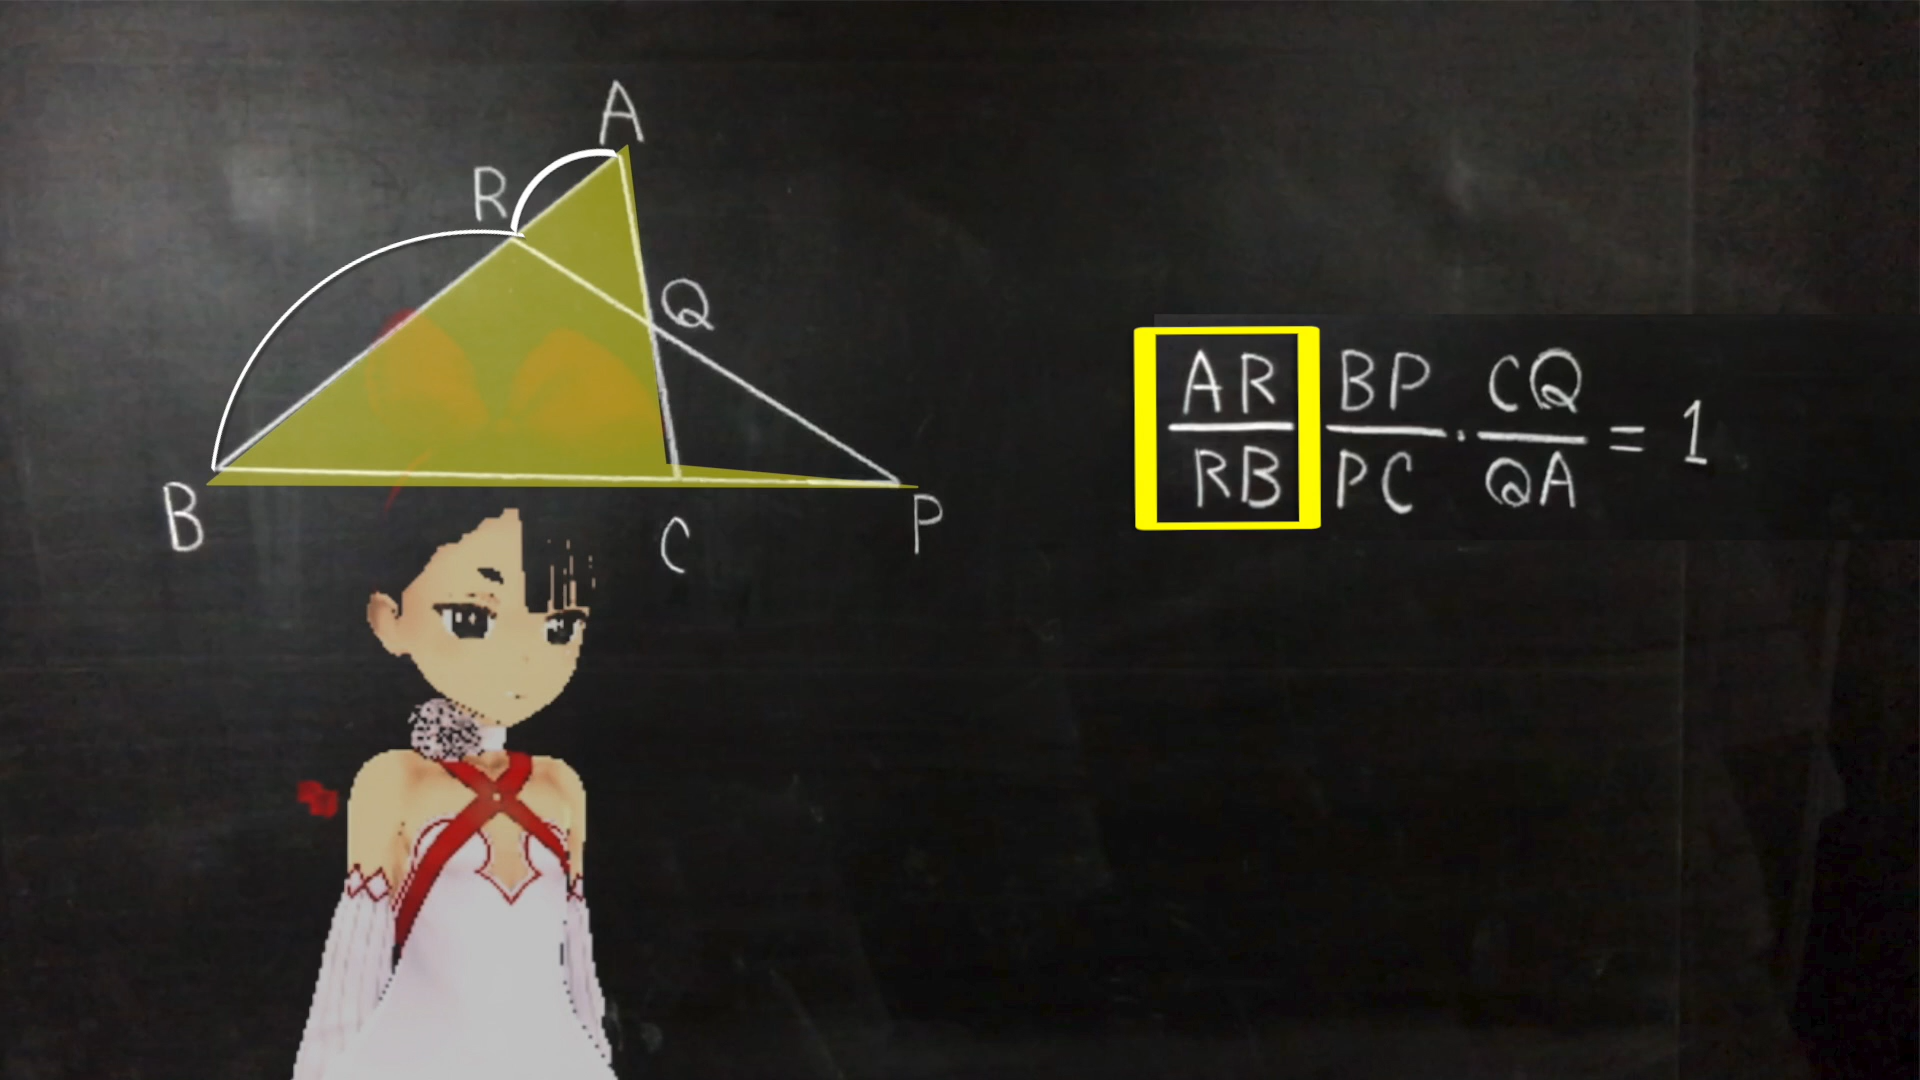 A
R
Q
B
C
P
AR/RB BP/PC · CQ/QA = 1